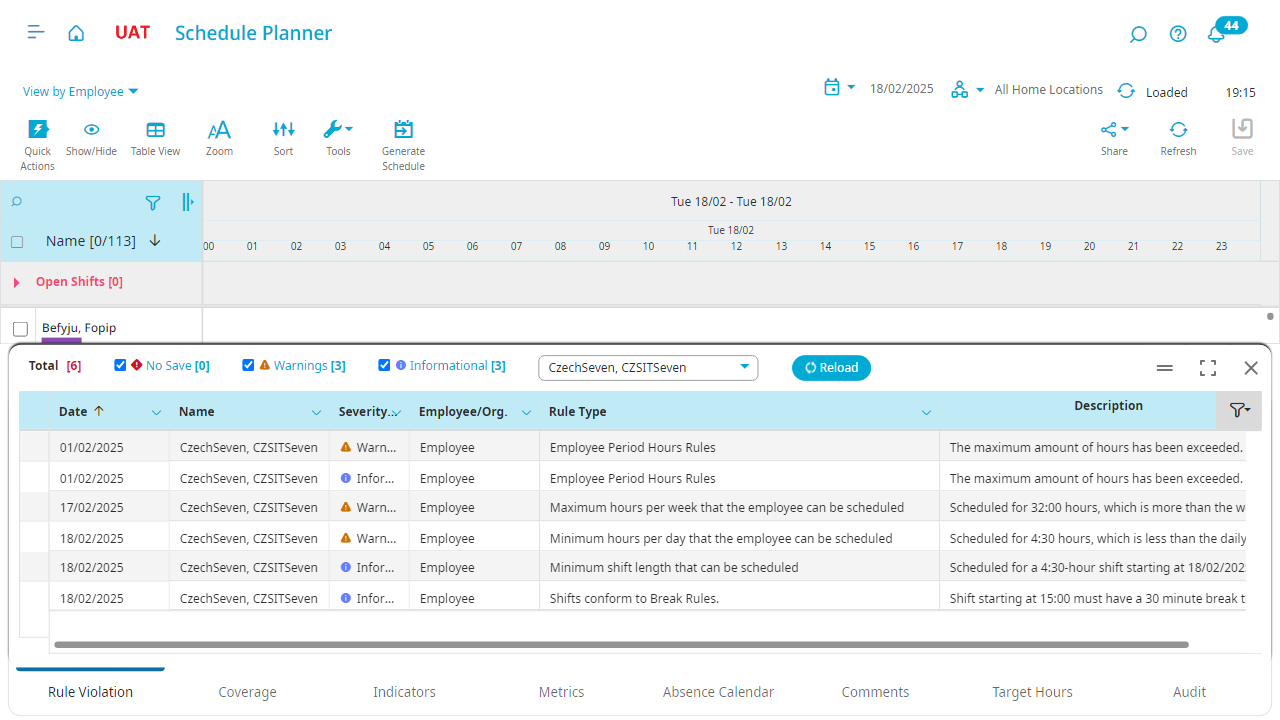 UAT Schedule Planner 44
View by Employee 18/02/2025 All Home Locations Loaded 19:15
Quick Actions Show/Hide Table View Zoom Sort Tools Generate Schedule Share Refresh Save
Tue 18/02 - Tue 18/02
Tue 18/02
Name [0/113] 00 01 02 03 04 05 06 07 08 09 10 11 12 13 14 15 16 17 18 19 20 21 22 23
Open Shifts [0]
Befyju, Fopip
Total [6] No Save [0] Warnings [3] Informational [3] CzechSeven, CZSITSeven Reload
Date Name Severity... Employee/Org. Rule Type Description
01/02/2025 CzechSeven, CZSITSeven Warn... Employee Employee Period Hours Rules The maximum amount of hours has been exceeded.
01/02/2025 CzechSeven, CZSITSeven Infor... Employee Employee Period Hours Rules The maximum amount of hours has been exceeded.
17/02/2025 CzechSeven, CZSITSeven Warn... Employee Maximum hours per week that the employee can be scheduled Scheduled for 32:00 hours, which is more than the w
18/02/2025 CzechSeven, CZSITSeven Warn... Employee Minimum hours per day that the employee can be scheduled Scheduled for 4:30 hours, which is less than the daily
18/02/2025 CzechSeven, CZSITSeven Infor... Employee Minimum shift length that can be scheduled Scheduled for a 4:30-hour shift starting at 18/02/202
18/02/2025 CzechSeven, CZSITSeven Infor... Employee Shifts conform to Break Rules. Shift starting at 15:00 must have a 30 minute break t
Rule Violation Coverage Indicators Metrics Absence Calendar Comments Target Hours Audit